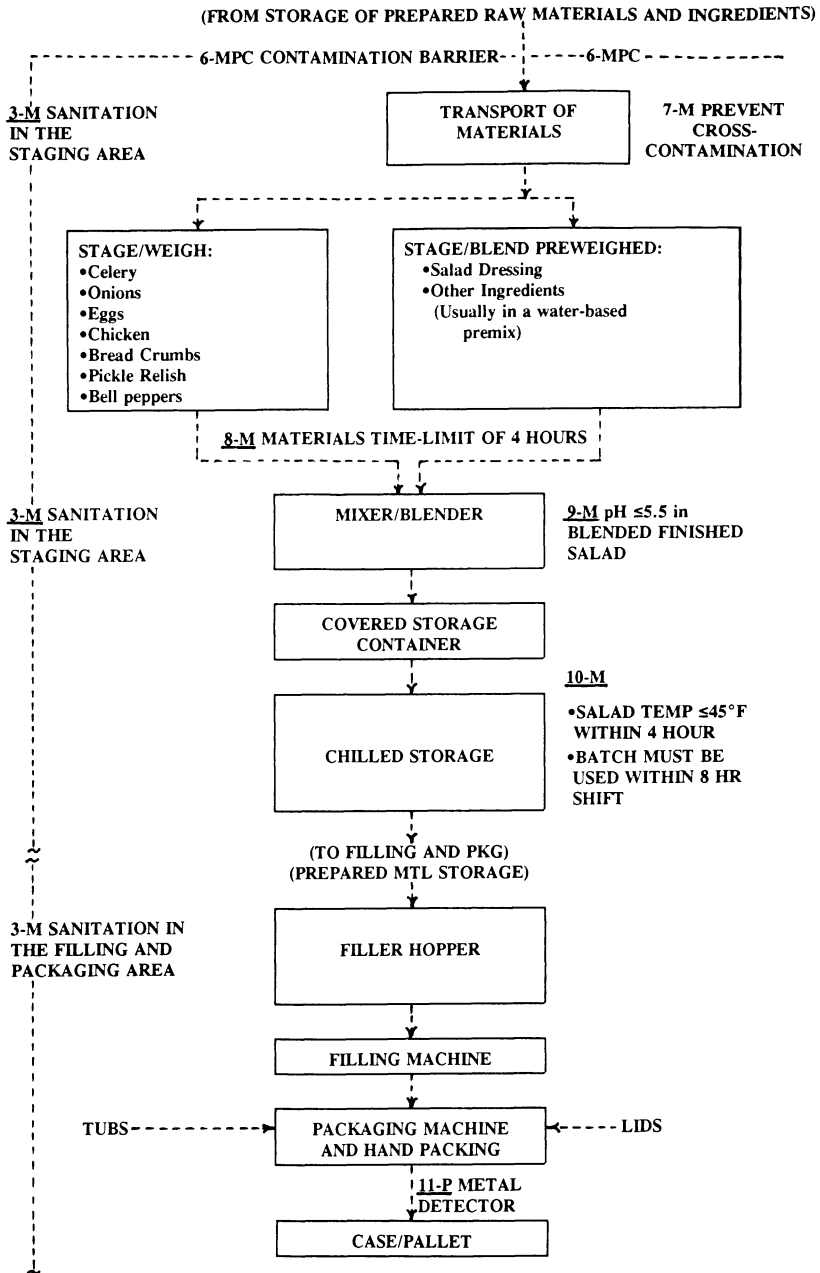 (FROM STORAGE OF PREPARED RAW MATERIALS AND INGREDIENTS)
6-MPC CONTAMINATION BARRIER
6-MPC
3-M SANITATION
IN THE
STAGING AREA
TRANSPORT OF
MATERIALS
7-M PREVENT
CROSS-
CONTAMINATION
STAGE/WEIGH:
•Celery
•Onions
•Eggs
•Chicken
•Bread Crumbs
•Pickle Relish
•Bell peppers
STAGE/BLEND PREWEIGHED:
•Salad Dressing
•Other Ingredients
(Usually in a water-based
premix)
8-M MATERIALS TIME-LIMIT OF 4 HOURS
3-M SANITATION
IN THE
STAGING AREA
MIXER/BLENDER
9-M pH ≤5.5 in
BLENDED FINISHED
SALAD
COVERED STORAGE
CONTAINER
CHILLED STORAGE
10-M
•SALAD TEMP ≤45°F
WITHIN 4 HOUR
•BATCH MUST BE
USED WITHIN 8 HR
SHIFT
(TO FILLING AND PKG)
(PREPARED MTL STORAGE)
3-M SANITATION IN
THE FILLING AND
PACKAGING AREA
FILLER HOPPER
FILLING MACHINE
TUBS
PACKAGING MACHINE
AND HAND PACKING
LIDS
11-P METAL
DETECTOR
CASE/PALLET